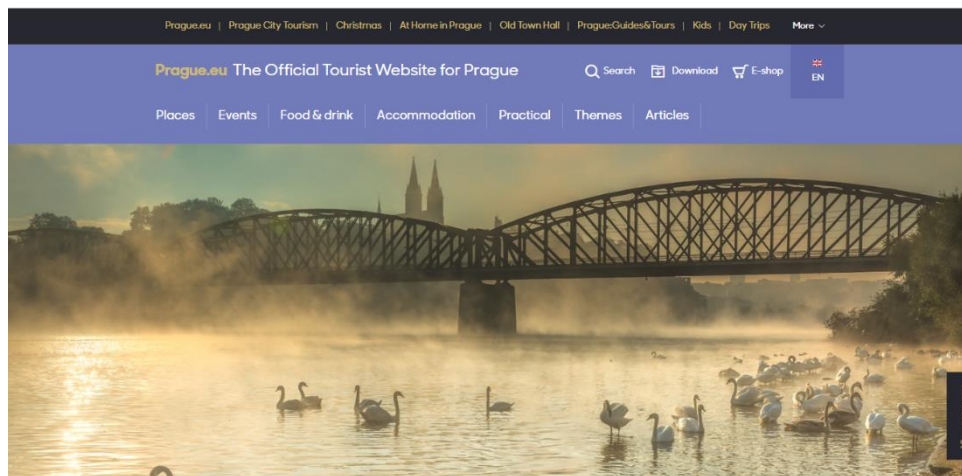 Prague.eu | Prague City Tourism | Christmas | At Home in Prague | Old Town Hall | Prague:Guides&Tours | Kids | Day Trips More
Prague.eu The Official Tourist Website for Prague Search Download E-shop EN
Places Events Food & drink Accommodation Practical Themes Articles